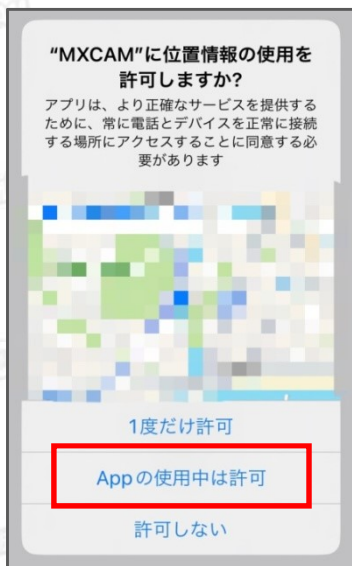 “MXCAM”に位置情報の使用を
許可しますか?
アプリは、より正確なサービスを提供する
ために、常に電話とデバイスを正常に接続
する場所にアクセスすることに同意する必
要があります
1度だけ許可
Appの使用中は許可
許可しない